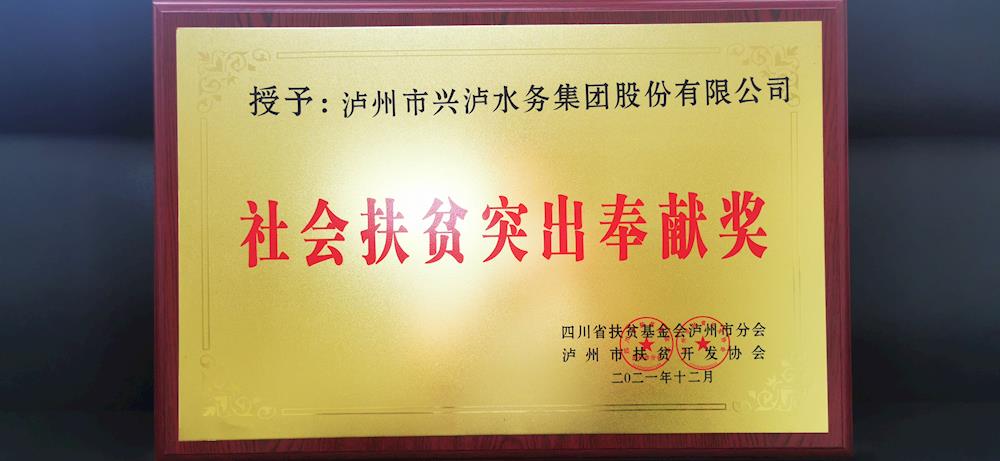 授予：泸州市兴泸水务集团股份有限公司
社会扶贫突出奉献奖
四川省扶贫基金会泸州市分会
泸州市扶贫开发协会
二〇二一年十二月